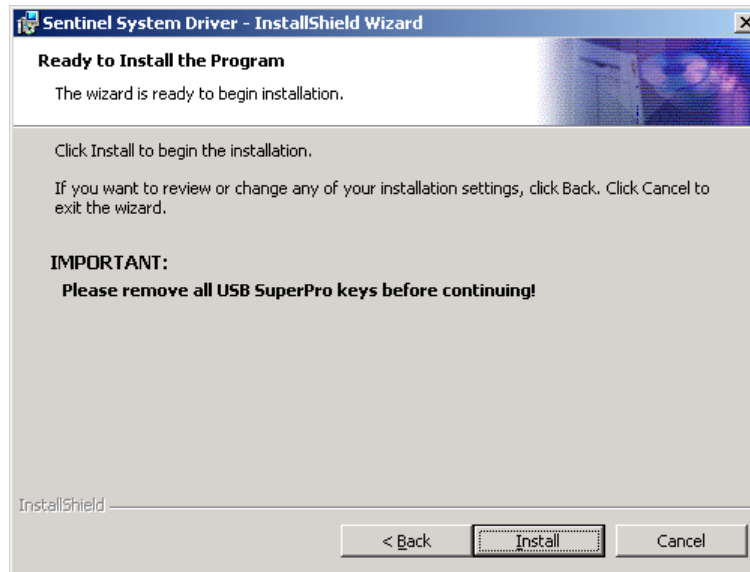 Sentinel System Driver - InstallShield Wizard
Ready to Install the Program
The wizard is ready to begin installation.
Click Install to begin the installation.
If you want to review or change any of your installation settings, click Back. Click Cancel to
exit the wizard.
IMPORTANT:
Please remove all USB SuperPro keys before continuing!
InstallShield
< Back
Install
Cancel